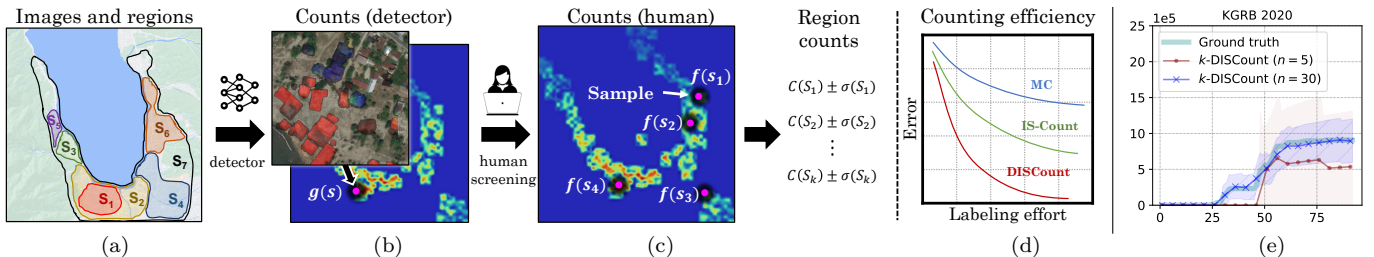 Images and regions
S5
S3
S1
S2
S6
S7
S4
(a)
detector
Counts (detector)
g(s)
(b)
human
screening
Counts (human)
f(s1)
Sample
f(s2)
f(s4)
f(s3)
(c)
Region
counts
C(S1) ± σ(S1)
C(S2) ± σ(S2)
⋮
C(Sk) ± σ(Sk)
Counting efficiency
Error
MC
IS-Count
DISCount
Labeling effort
(d)
1e5
KGRB 2020
Ground truth
k-DISCount (n = 5)
k-DISCount (n = 30)
25
20
15
10
5
0
0 25 50 75
(e)